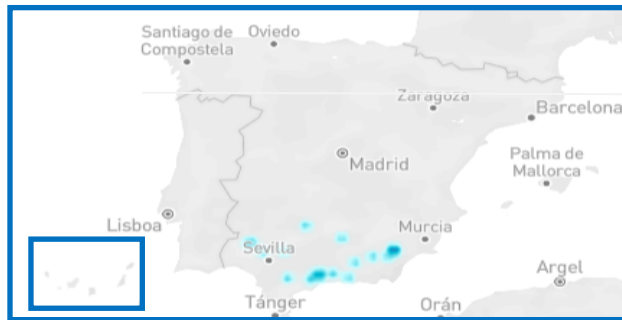 Santiago de
Compostela
Oviedo
Zaragoza
Barcelona
Madrid
Palma de
Mallorca
Lisboa
Murcia
Sevilla
Argel
Tánger
Orán